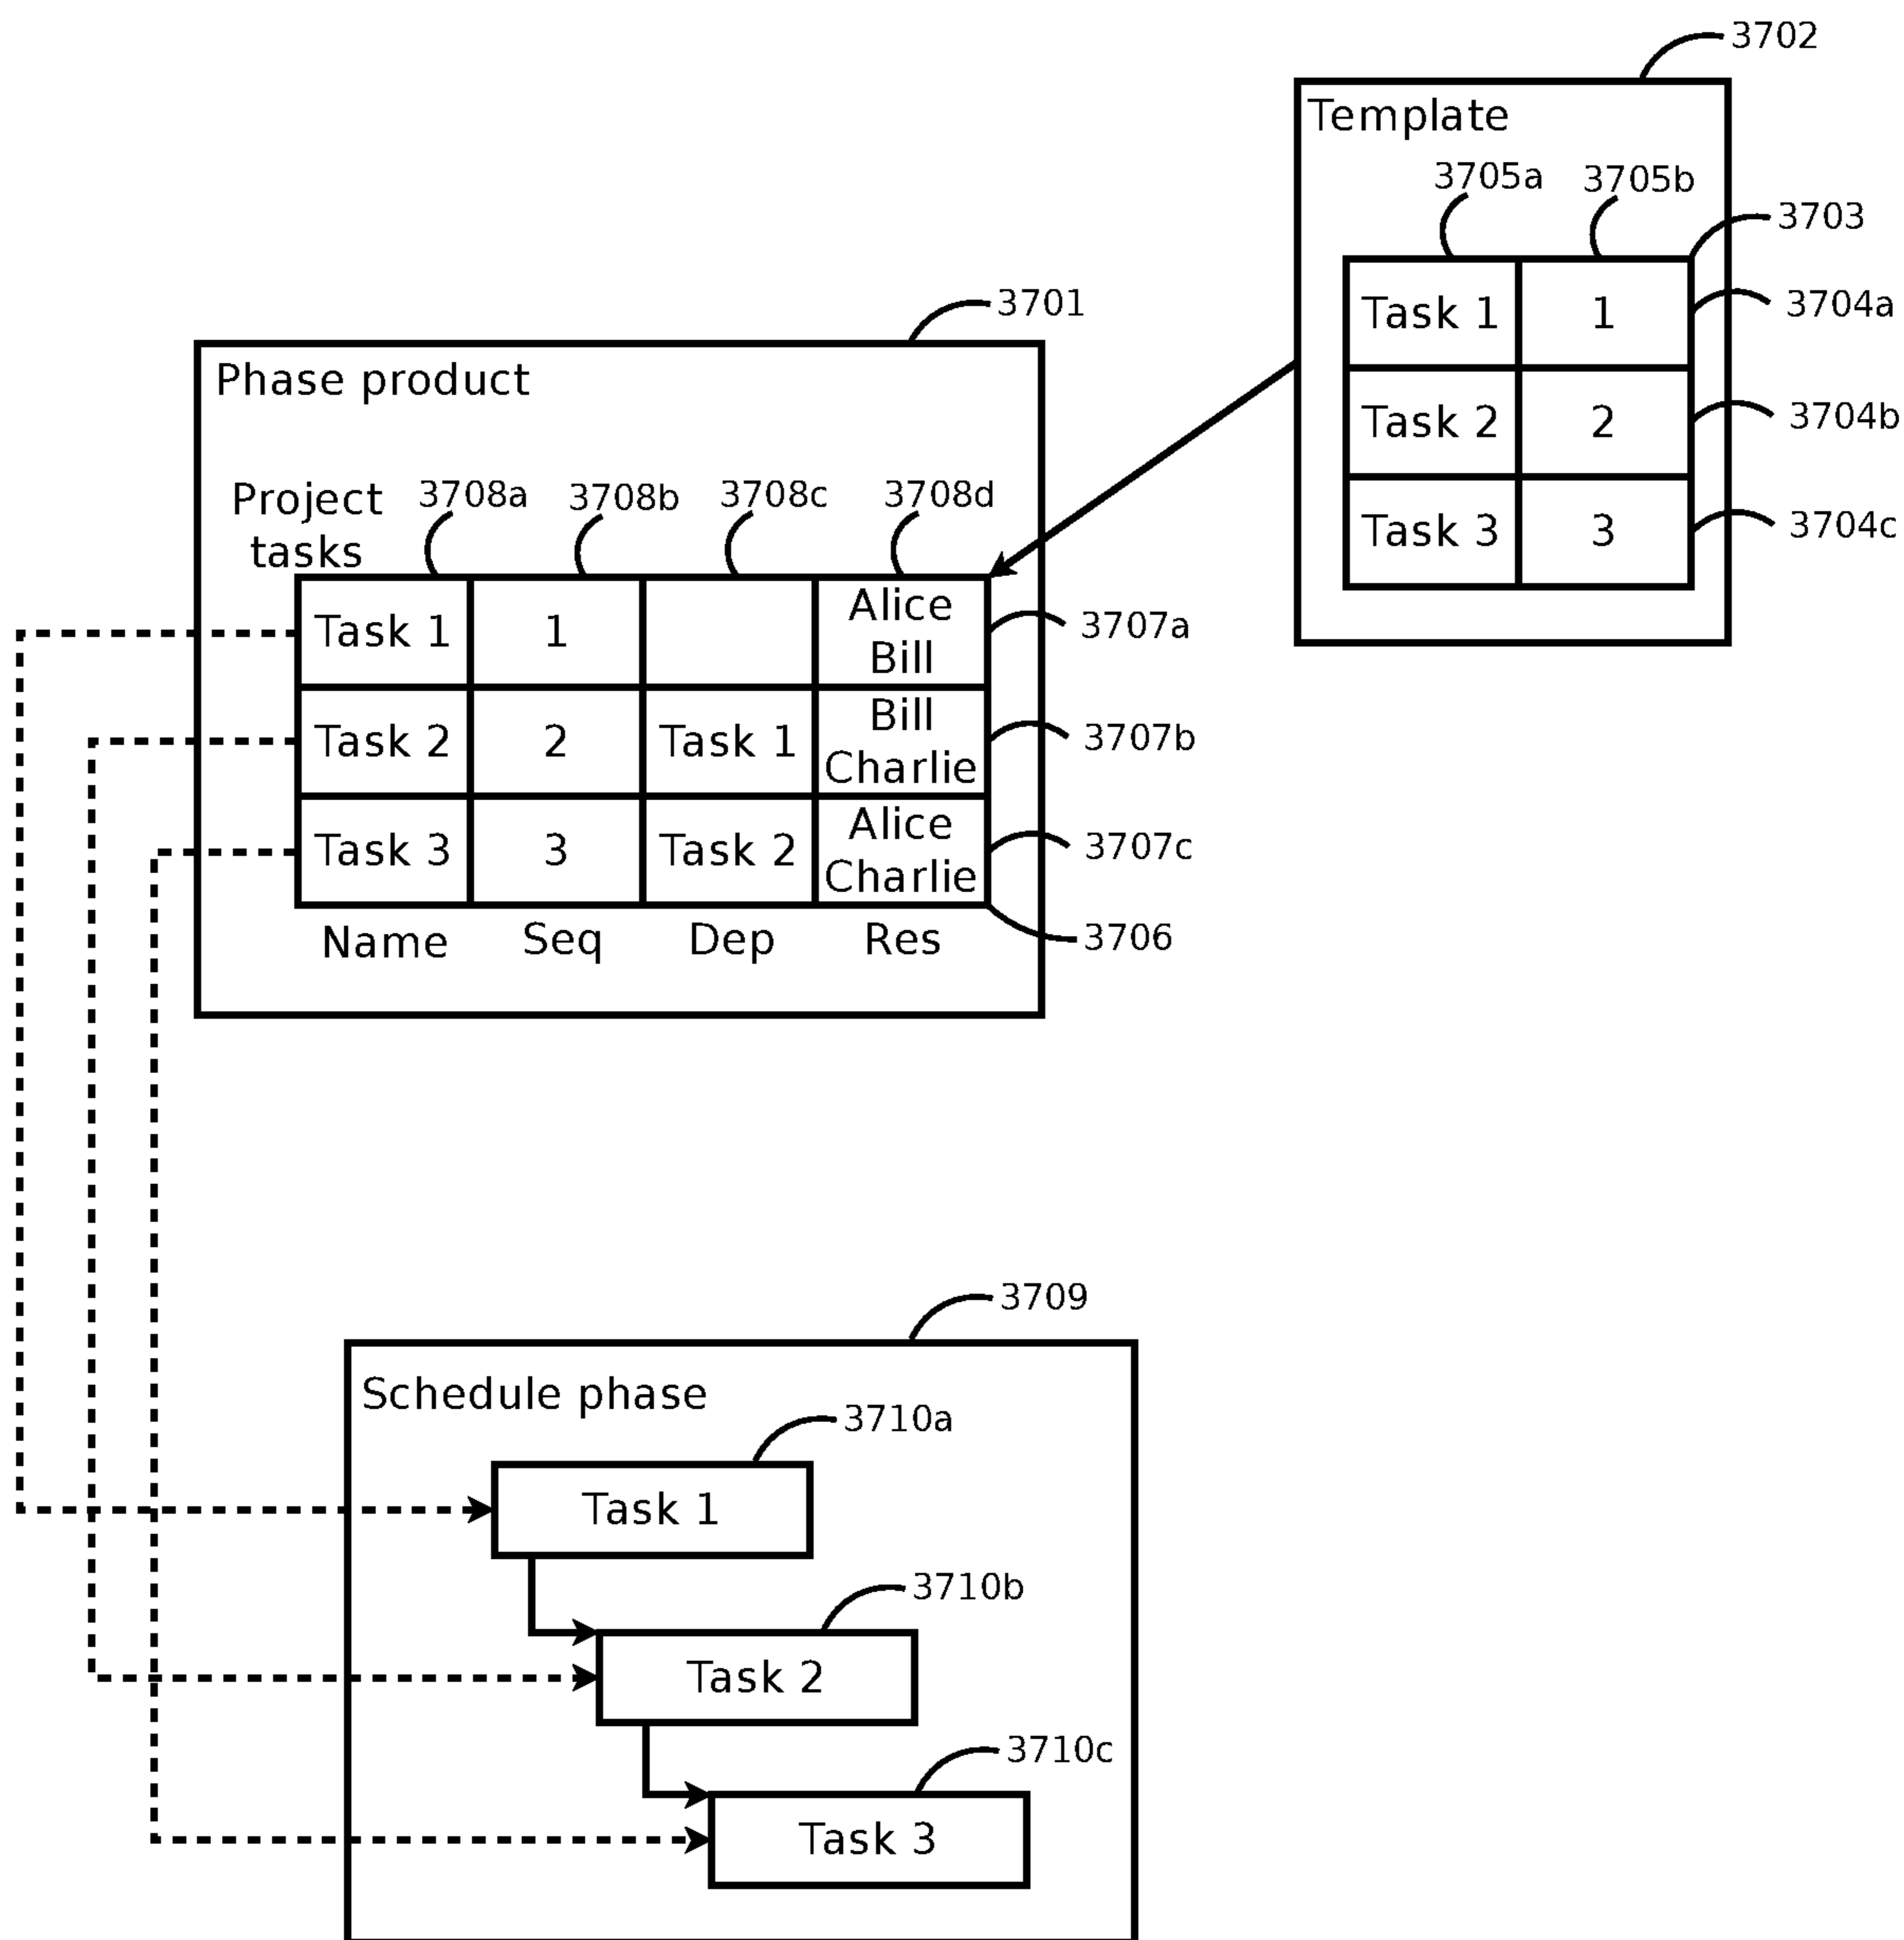 3702
Template
3705a 3705b
3703
Task 1 1 3704a
Task 2 2 3704b
Task 3 3 3704c
3701
Phase product
Project
tasks
3708a 3708b 3708c 3708d
Task 1 1 Alice
Bill
3707a
Task 2 2 Task 1 Bill
Charlie
3707b
Task 3 3 Task 2 Alice
Charlie
3707c
Name Seq Dep Res
3706
3709
Schedule phase
3710a
Task 1
3710b
Task 2
3710c
Task 3